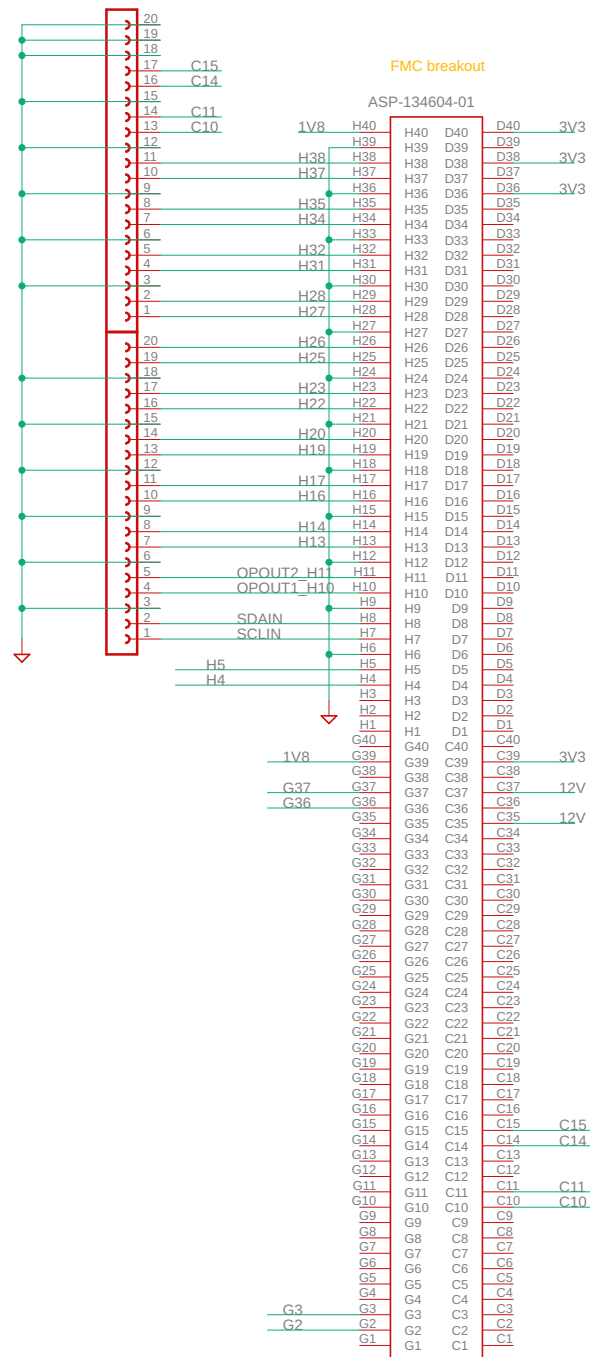 20
19
18
FMC breakout
17 C15
16 C14
15
ASP-134604-01
14 C11
13 C10 1V8 H40 H40 D40 D40 3V3
12 H39 H39 D39 D39
11 H38 H38 H38 D38 D38 3V3
10 H37 H37 H37 D37 D37
9 H36 H36 D36 D36 3V3
8 H35 H35 H35 D35 D35
7 H34 H34 H34 D34 D34
6 H33 H33 D33 D33
5 H32 H32 H32 D32 D32
4 H31 H31 H31 D31 D31
3 H30 H30 D30 D30
2 H28 H29 H29 D29 D29
1 H27 H28 H28 D28 D28
H27 H27 D27 D27
20 H26 H26 H26 D26 D26
19 H25 H25 H25 D25 D25
18 H24 H24 D24 D24
17 H23 H23 H23 D23 D23
16 H22 H22 H22 D22 D22
15 H21 H21 D21 D21
14 H20 H20 H20 D20 D20
13 H19 H19 H19 D19 D19
12 H18 H18 D18 D18
11 H17 H17 H17 D17 D17
10 H16 H16 H16 D16 D16
9 H15 H15 D15 D15
8 H14 H14 H14 D14 D14
7 H13 H13 H13 D13 D13
6 H12 H12 D12 D12
5 OPOUT2_H11 H11 H11 D11 D11
4 OPOUT1_H10 H10 H10 D10 D10
3 H9 H9 D9 D9
2 SDAIN H8 H8 D8 D8
1 SCLIN H7 H7 D7 D7
H6 H6 D6 D6
H5 H5 H5 D5 D5
H4 H4 H4 D4 D4
H3 H3 D3 D3
H2 H2 D2 D2
H1 H1 D1 D1
G40 G40 C40 C40
1V8 G39 G39 C39 C39 3V3
G38 G38 C38 C38
G37 G37 G37 C37 C37 12V
G36 G36 G36 C36 C36
G35 G35 C35 C35 12V
G34 G34 C34 C34
G33 G33 C33 C33
G32 G32 C32 C32
G31 G31 C31 C31
G30 G30 C30 C30
G29 G29 C29 C29
G28 G28 C28 C28
G27 G27 C27 C27
G26 G26 C26 C26
G25 G25 C25 C25
G24 G24 C24 C24
G23 G23 C23 C23
G22 G22 C22 C22
G21 G21 C21 C21
G20 G20 C20 C20
G19 G19 C19 C19
G18 G18 C18 C18
G17 G17 C17 C17
G16 G16 C16 C16
G15 G15 C15 C15 C15
G14 G14 C14 C14 C14
G13 G13 C13 C13
G12 G12 C12 C12
G11 G11 C11 C11 C11
G10 G10 C10 C10 C10
G9 G9 C9 C9
G8 G8 C8 C8
G7 G7 C7 C7
G6 G6 C6 C6
G5 G5 C5 C5
G4 G4 C4 C4
G3 G3 G3 C3 C3
G2 G2 G2 C2 C2
G1 G1 C1 C1